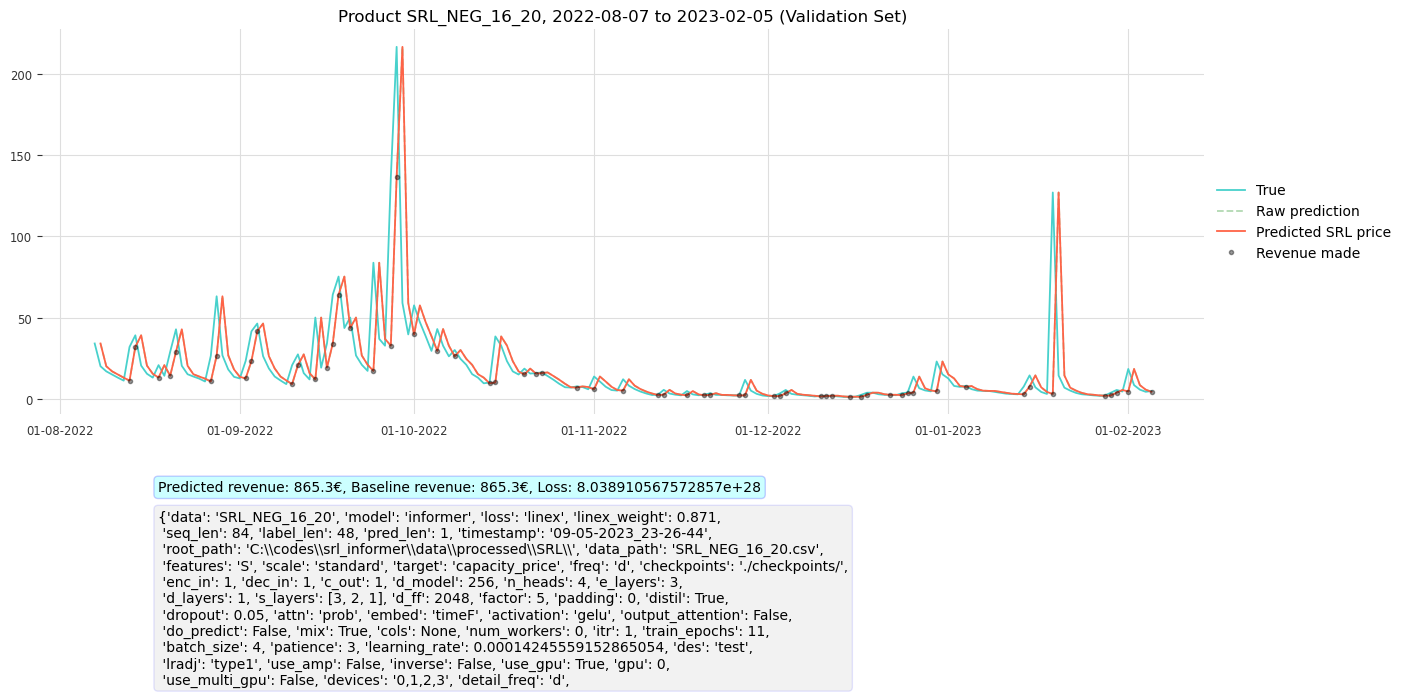 Product SRL_NEG_16_20, 2022-08-07 to 2023-02-05 (Validation Set)
200
150
100
50
0
01-08-2022
01-09-2022
01-10-2022
01-11-2022
01-12-2022
01-01-2023
01-02-2023
True
Raw prediction
Predicted SRL price
Revenue made
Predicted revenue: 865.3€, Baseline revenue: 865.3€, Loss: 8.038910567572857e+28
{'data': 'SRL_NEG_16_20', 'model': 'informer', 'loss': 'linex', 'linex_weight': 0.871,
'seq_len': 84, 'label_len': 48, 'pred_len': 1, 'timestamp': '09-05-2023_23-26-44',
'root_path': 'C:\\codes\\srl_informer\\data\\processed\\SRL\\', 'data_path': 'SRL_NEG_16_20.csv',
'features': 'S', 'scale': 'standard', 'target': 'capacity_price', 'freq': 'd', 'checkpoints': './checkpoints/',
'enc_in': 1, 'dec_in': 1, 'c_out': 1, 'd_model': 256, 'n_heads': 4, 'e_layers': 3,
'd_layers': 1, 's_layers': [3, 2, 1], 'd_ff': 2048, 'factor': 5, 'padding': 0, 'distil': True,
'dropout': 0.05, 'attn': 'prob', 'embed': 'timeF', 'activation': 'gelu', 'output_attention': False,
'do_predict': False, 'mix': True, 'cols': None, 'num_workers': 0, 'itr': 1, 'train_epochs': 11,
'batch_size': 4, 'patience': 3, 'learning_rate': 0.00014245559152865054, 'des': 'test',
'lradj': 'type1', 'use_amp': False, 'inverse': False, 'use_gpu': True, 'gpu': 0,
'use_multi_gpu': False, 'devices': '0,1,2,3', 'detail_freq': 'd',